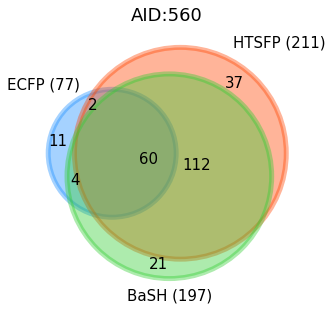 AID:560
HTSFP (211)
ECFP (77)
37
2
11
60
112
4
21
BaSH (197)